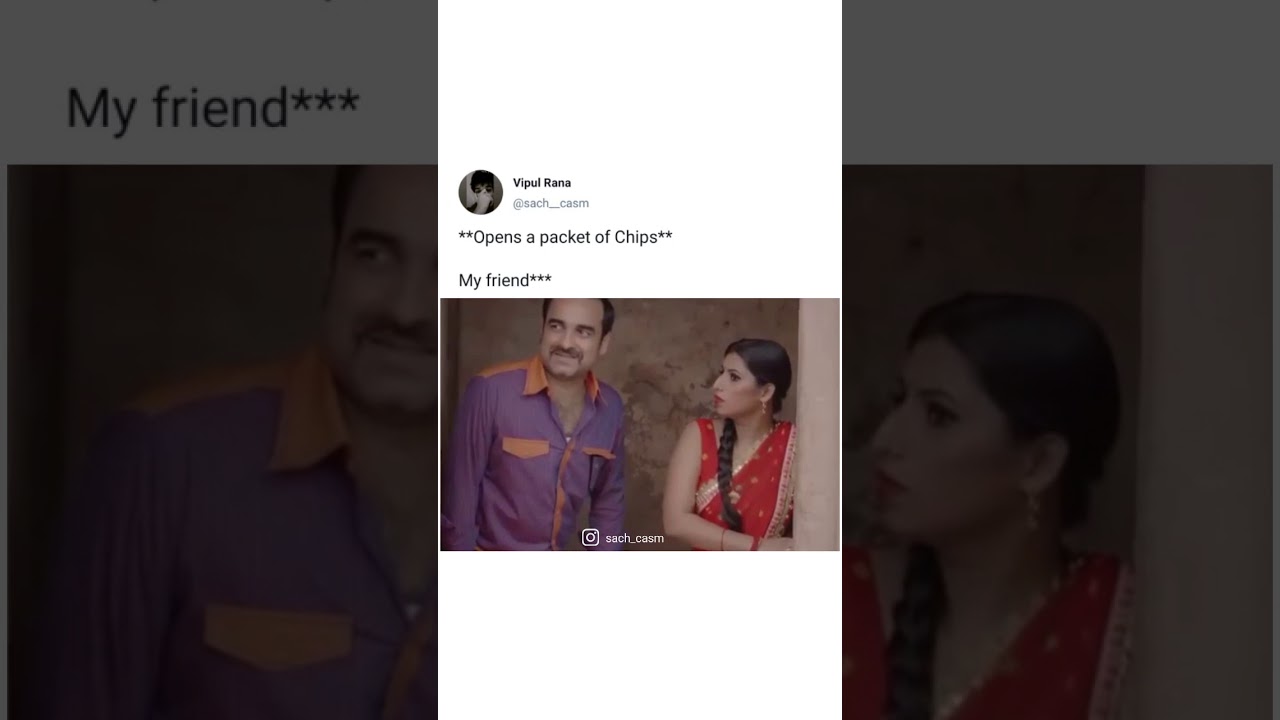 My friend***
Vipul Rana
@sach__casm
**Opens a packet of Chips**
My friend***
sach_casm